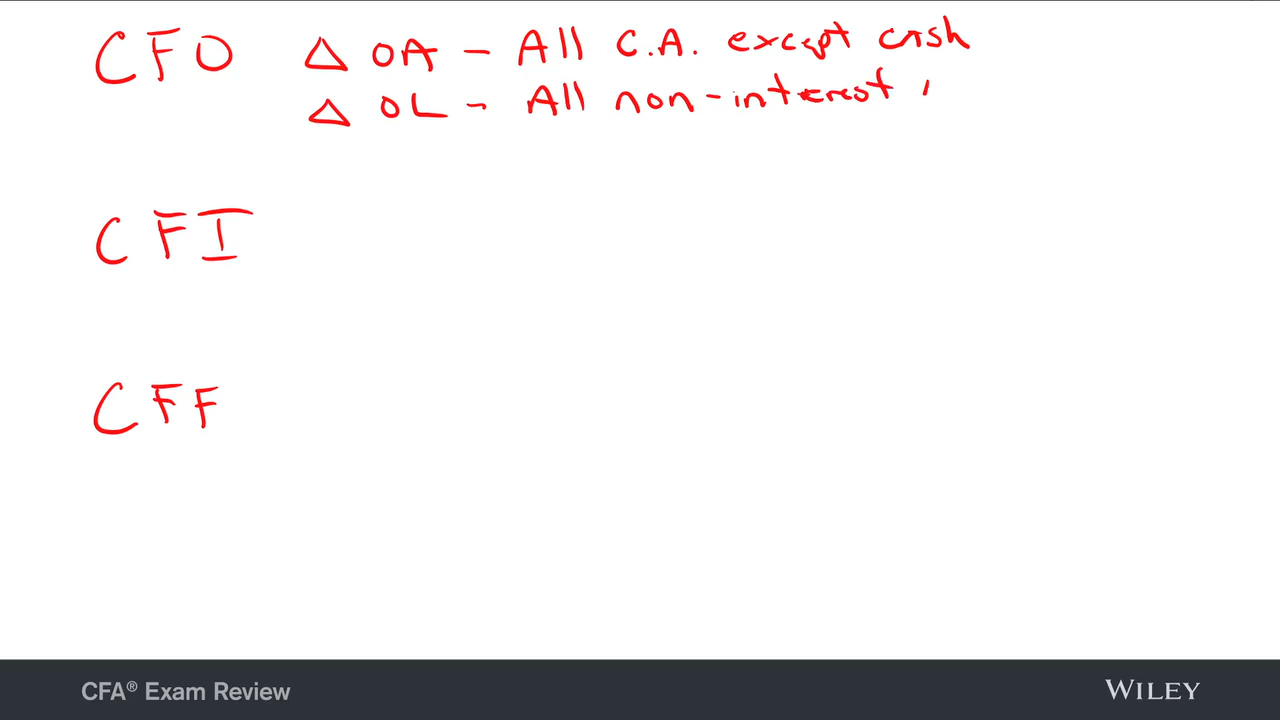 CFO △ OA - All C.A. except cash
△ OL - All non-interest
CFI
CFF
CFA® Exam Review
WILEY